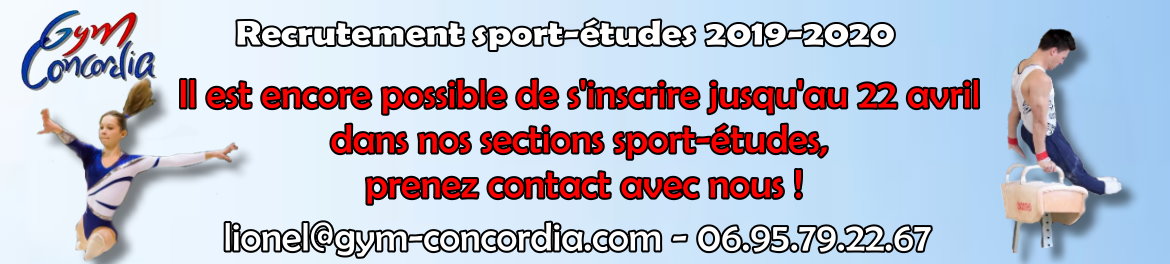 Gym
Concordia
Recrutement sport-études 2019-2020
Il est encore possible de s'inscrire jusqu'au 22 avril
dans nos sections sport-études,
prenez contact avec nous !
lionel@gym-concordia.com - 06.95.79.22.67